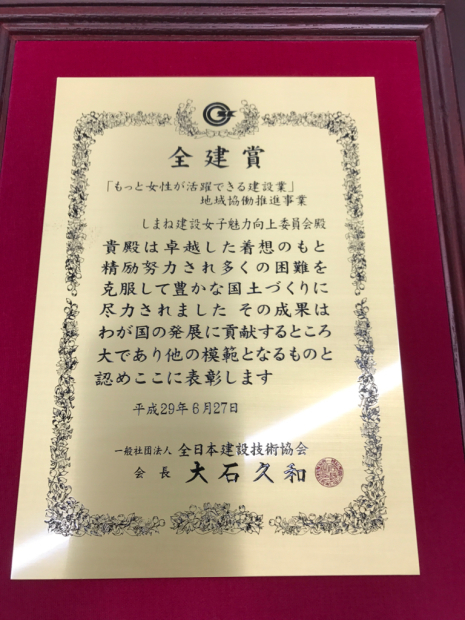 全建賞
「もっと女性が活躍できる建設業」
地域協働推進事業
しまね建設女子魅力向上委員会殿
貴殿は卓越した着想のもと
精励努力され多くの困難を
克服して豊かな国土づくりに
尽力されました その成果は
わが国の発展に貢献するところ
大であり他の模範となるものと
認めここに表彰します
平成29年6月27日
一般社団法人 全日本建設技術協会
会長 大石久和